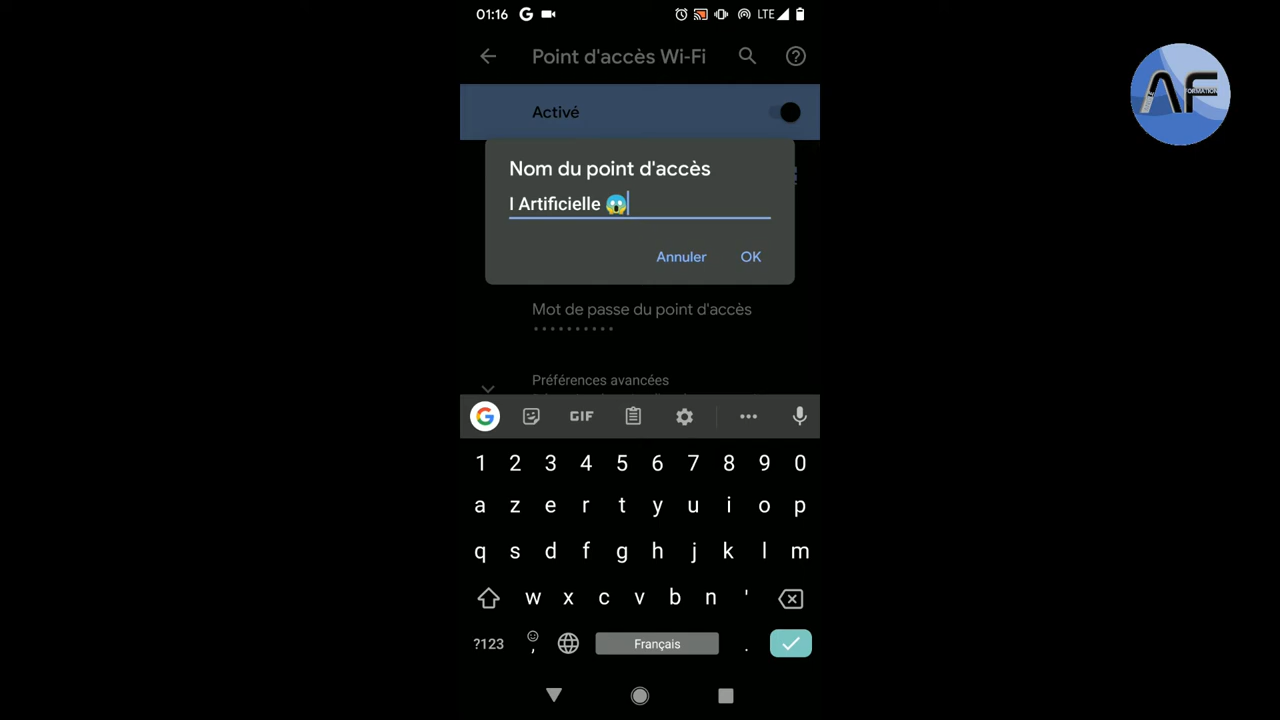 01:16 G LTE
Point d'accès Wi-Fi
AF
FORMATION
Activé
Nom du point d'accès
I Artificielle 😱
Annuler OK
Mot de passe du point d'accès
••••••••••
Préférences avancées
G GIF
1 2 3 4 5 6 7 8 9 0
a z e r t y u i o p
q s d f g h j k l m
w x c v b n '
?123 , Français .